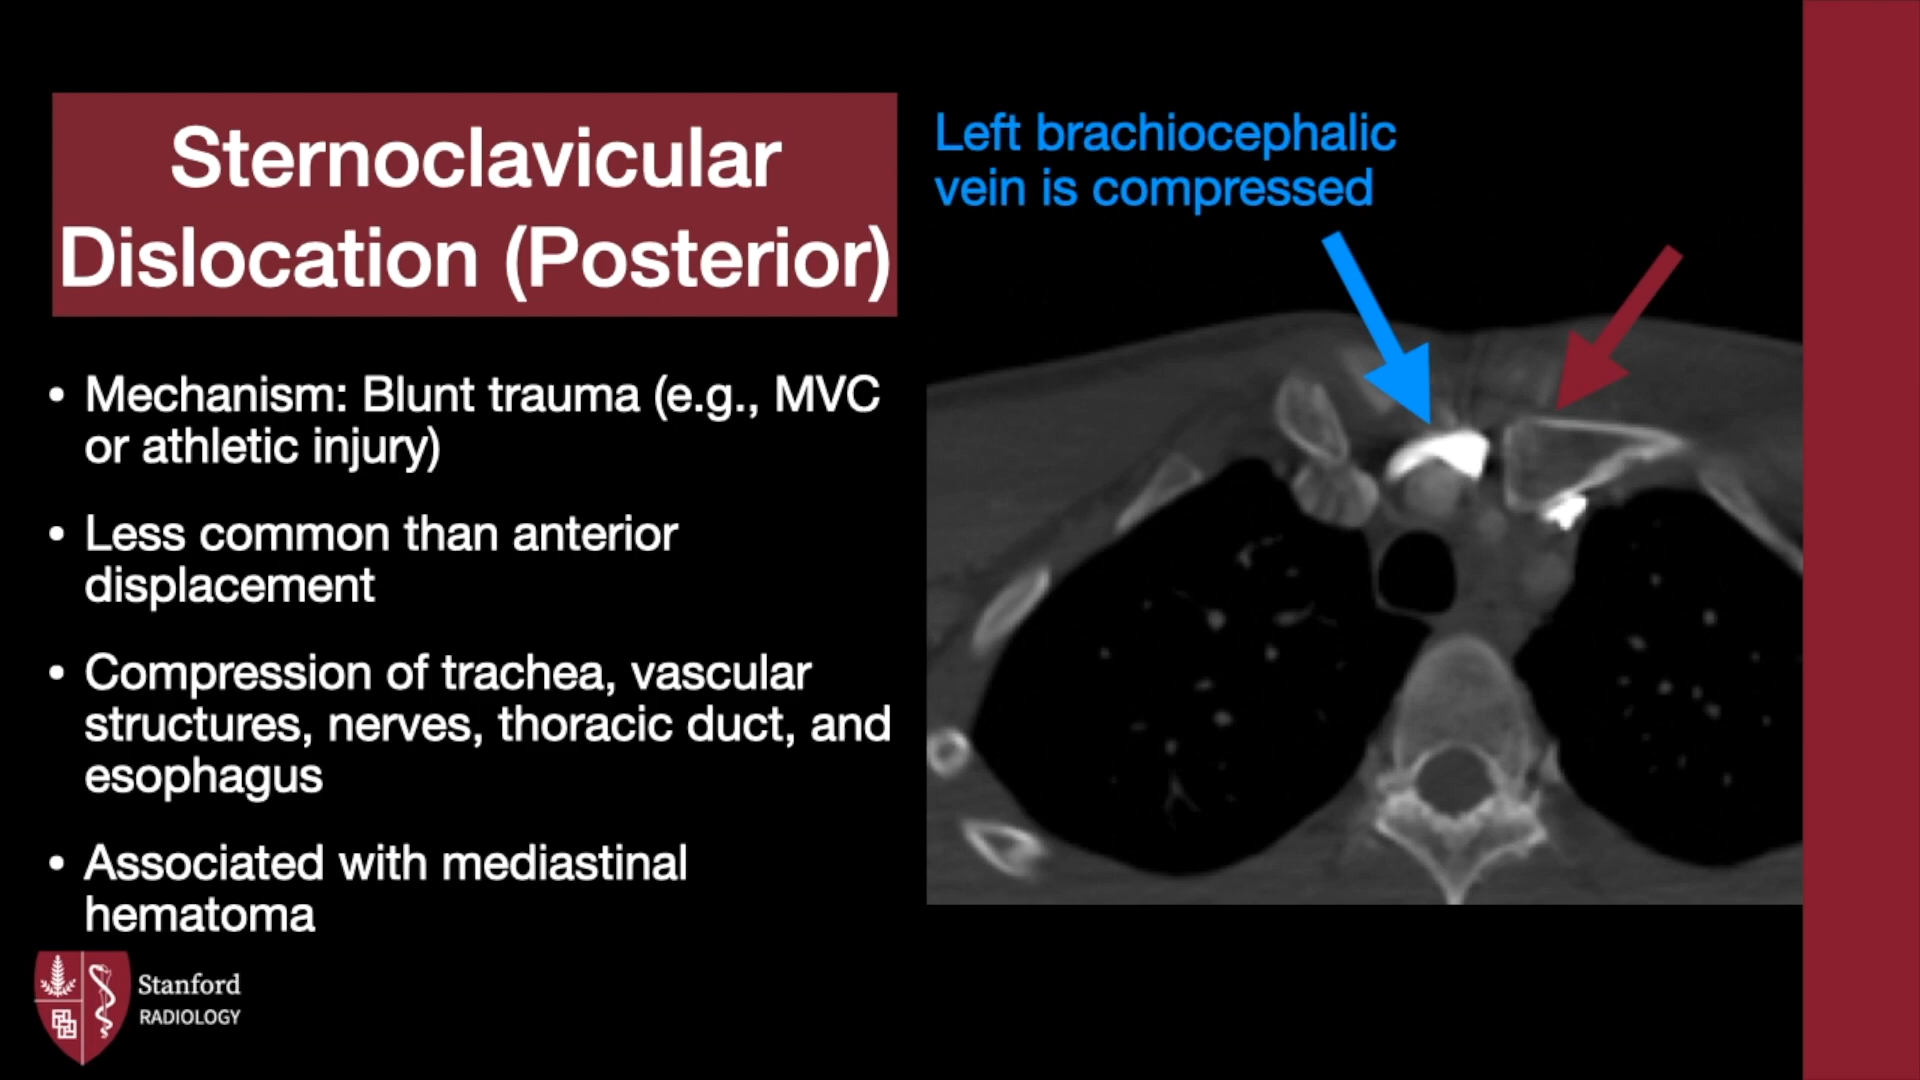 Sternoclavicular
Dislocation (Posterior)
Left brachiocephalic
vein is compressed
• Mechanism: Blunt trauma (e.g., MVC
or athletic injury)
• Less common than anterior
displacement
• Compression of trachea, vascular
structures, nerves, thoracic duct, and
esophagus
• Associated with mediastinal
hematoma
Stanford
RADIOLOGY